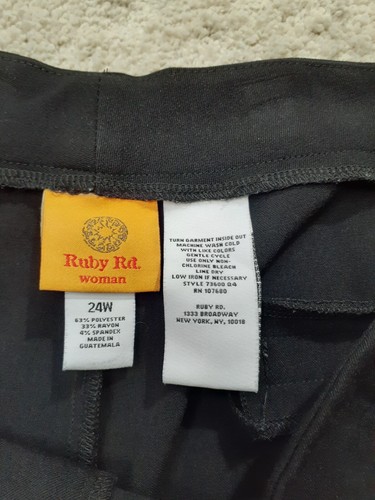 Ruby Rd.
woman
24W
63% POLYESTER
33% RAYON
4% SPANDEX
MADE IN
GUATEMALA
TURN GARMENT INSIDE OUT
MACHINE WASH COLD
WITH LIKE COLORS
GENTLE CYCLE
USE ONLY NON-
CHLORINE BLEACH
LINE DRY
LOW IRON IF NECESSARY
STYLE 73600 Q4
RN 107680
RUBY RD.
1333 BROADWAY
NEW YORK, NY, 10018